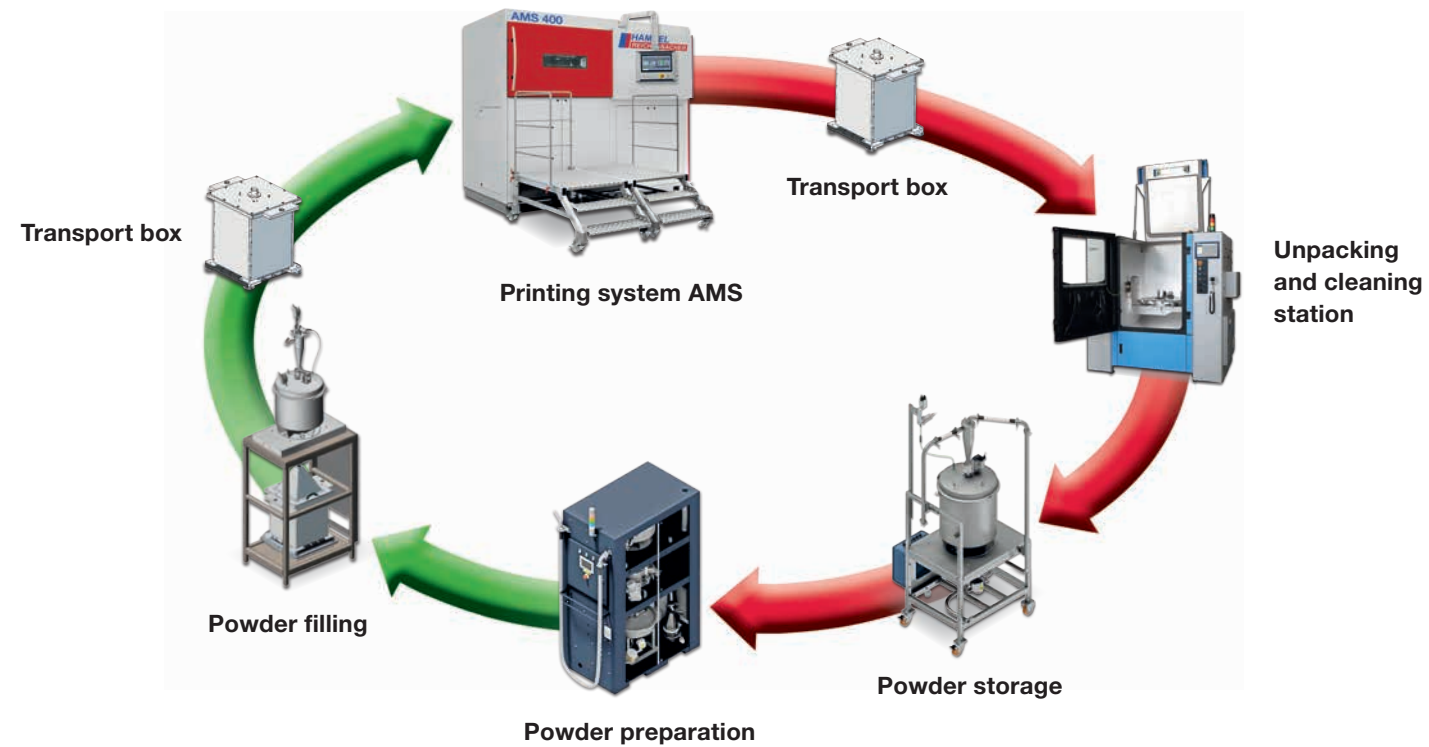 AMS 400
Transport box
Transport box
Printing system AMS
Unpacking
and cleaning
station
Powder filling
Powder storage
Powder preparation